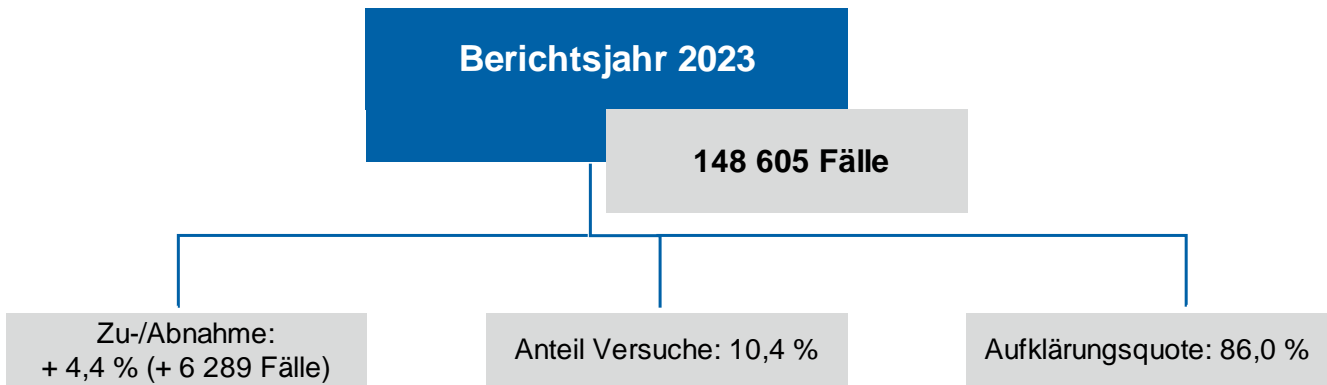 Berichtsjahr 2023
148 605 Fälle
Zu-/Abnahme:
+ 4,4 % (+ 6 289 Fälle)
Anteil Versuche: 10,4 %
Aufklärungsquote: 86,0 %